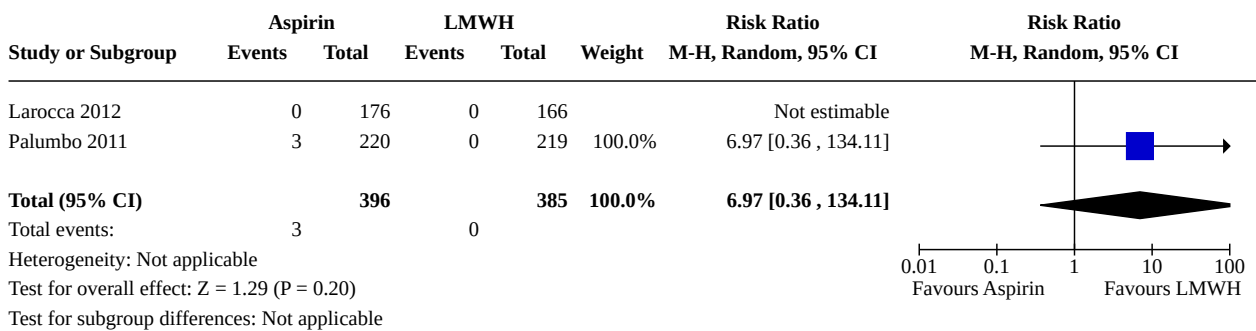 Aspirin LMWH Risk Ratio Risk Ratio
Study or Subgroup Events Total Events Total Weight M-H, Random, 95% CI M-H, Random, 95% CI
Larocca 2012 0 176 0 166 Not estimable
Palumbo 2011 3 220 0 219 100.0% 6.97 [0.36 , 134.11]
Total (95% CI) 396 385 100.0% 6.97 [0.36 , 134.11]
Total events: 3 0
Heterogeneity: Not applicable 0.01 0.1 1 10 100
Test for overall effect: Z = 1.29 (P = 0.20) Favours Aspirin Favours LMWH
Test for subgroup differences: Not applicable